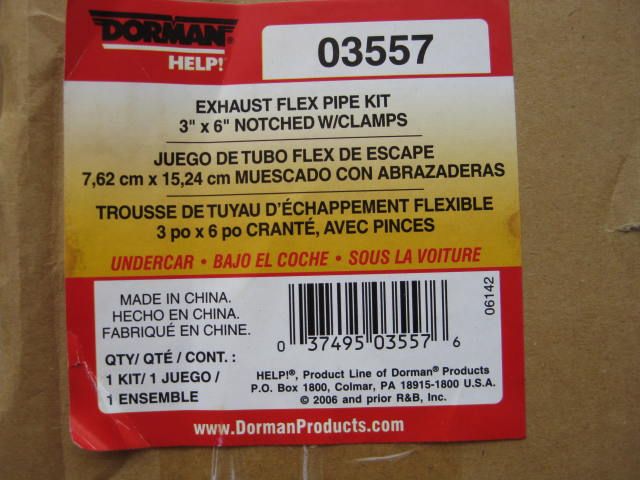 DORMAN®
HELP!®
03557
EXHAUST FLEX PIPE KIT
3" x 6" NOTCHED W/CLAMPS
JUEGO DE TUBO FLEX DE ESCAPE
7,62 cm x 15,24 cm MUESCADO CON ABRAZADERAS
TROUSSE DE TUYAU D'ÉCHAPPEMENT FLEXIBLE
3 po x 6 po CRANTÉ, AVEC PINCES
UNDERCAR • BAJO EL COCHE • SOUS LA VOITURE
MADE IN CHINA.
HECHO EN CHINA.
FABRIQUÉ EN CHINE.
QTY/ QTÉ / CONT. :
1 KIT/ 1 JUEGO /
1 ENSEMBLE
06142
0 37495 03557 6
HELP!®, Product Line of Dorman® Products
P.O. Box 1800, Colmar, PA 18915-1800 U.S.A.
© 2006 and prior R&B, Inc.
www.DormanProducts.com